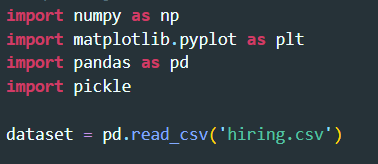 import numpy as np
import matplotlib.pyplot as plt
import pandas as pd
import pickle
dataset = pd.read_csv('hiring.csv')